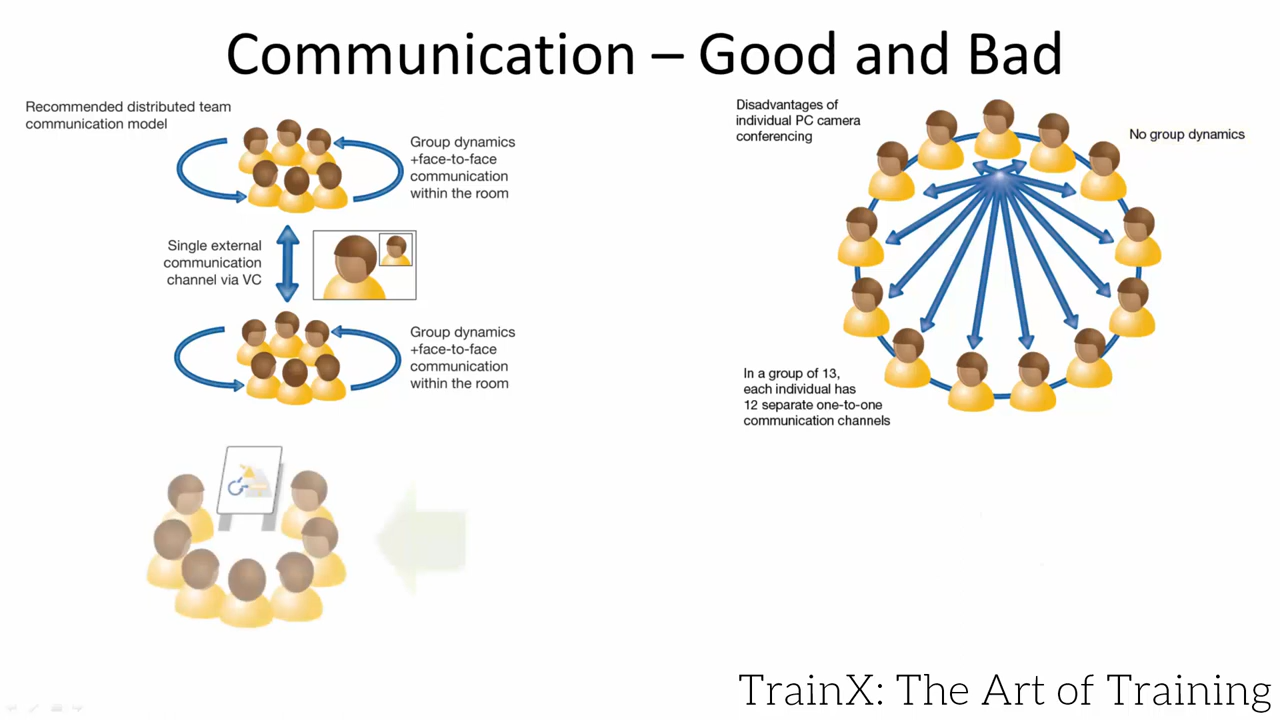 Communication – Good and Bad
Recommended distributed team
communication model
Group dynamics
+face-to-face
communication
within the room
Single external
communication
channel via VC
Group dynamics
+face-to-face
communication
within the room
Disadvantages of
individual PC camera
conferencing
No group dynamics
In a group of 13,
each individual has
12 separate one-to-one
communication channels
TrainX: The Art of Training